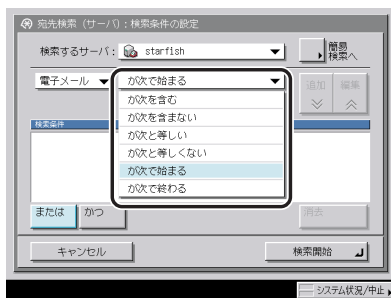 宛先検索（サーバ）：検索条件の設定
検索するサーバ： starfish
簡易検索へ
電子メール
が次で始まる
追加
編集
が次を含む
が次を含まない
が次と等しい
が次と等しくない
が次で始まる
が次で終わる
検索条件
または
かつ
消去
キャンセル
検索開始
システム状況/中止